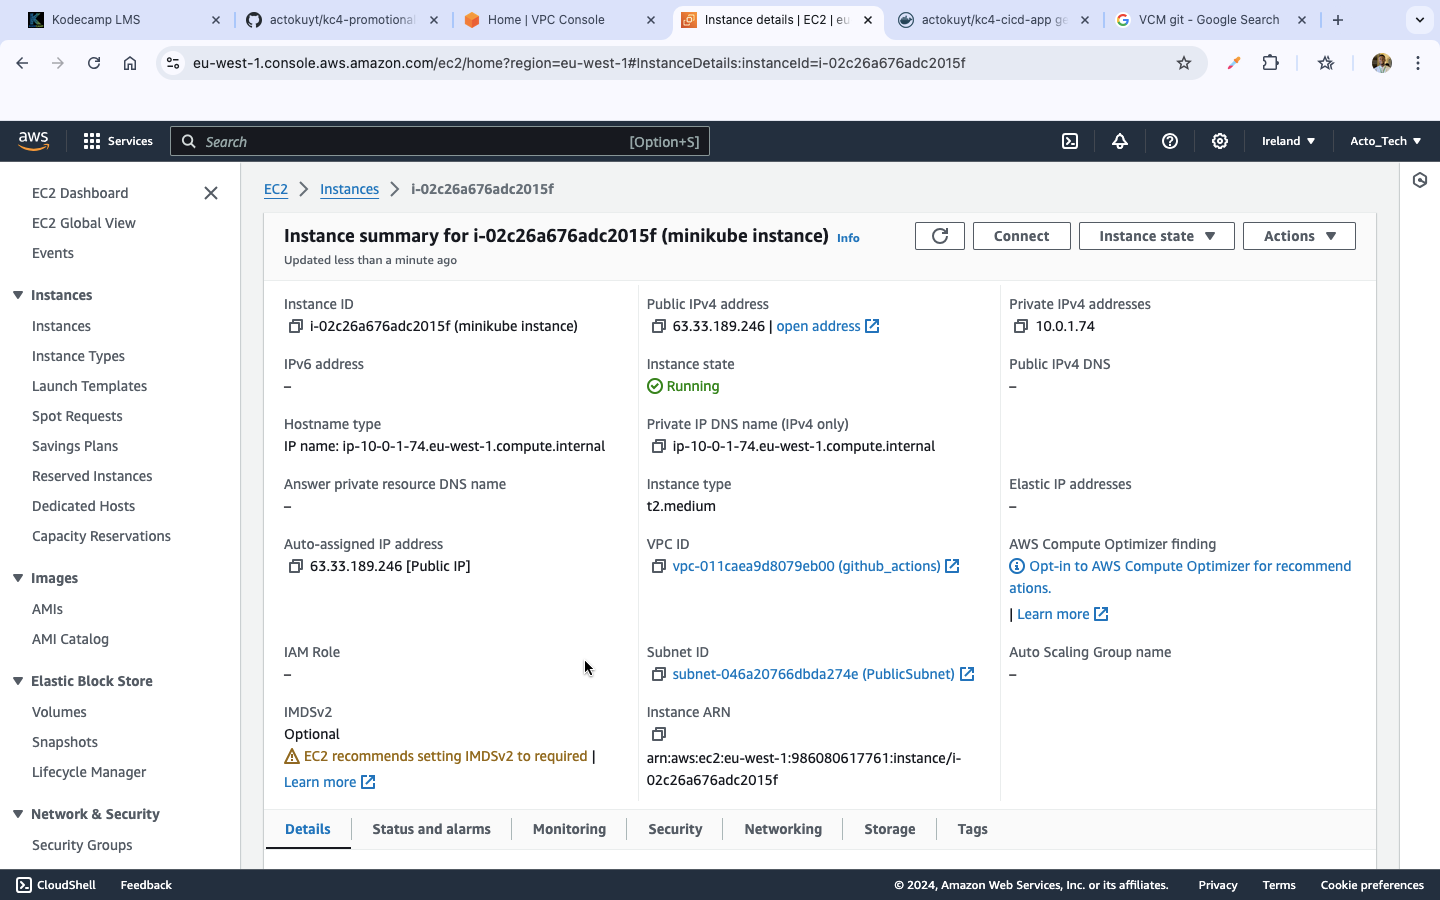 Kodecamp LMS
actokuyt/kc4-promotional
Home | VPC Console
Instance details | EC2 | eu
actokuyt/kc4-cicd-app ge
VCM git - Google Search
eu-west-1.console.aws.amazon.com/ec2/home?region=eu-west-1#InstanceDetails:instanceId=i-02c26a676adc2015f
aws
Services
Search
[Option+S]
Ireland
Acto_Tech
EC2 Dashboard
EC2 Global View
Events
Instances
Instances
Instance Types
Launch Templates
Spot Requests
Savings Plans
Reserved Instances
Dedicated Hosts
Capacity Reservations
Images
AMIs
AMI Catalog
Elastic Block Store
Volumes
Snapshots
Lifecycle Manager
Network & Security
Security Groups
EC2
Instances
i-02c26a676adc2015f
Instance summary for i-02c26a676adc2015f (minikube instance) Info
Updated less than a minute ago
Connect
Instance state
Actions
Instance ID
i-02c26a676adc2015f (minikube instance)
Public IPv4 address
63.33.189.246 | open address
Private IPv4 addresses
10.0.1.74
IPv6 address
–
Instance state
Running
Public IPv4 DNS
–
Hostname type
IP name: ip-10-0-1-74.eu-west-1.compute.internal
Private IP DNS name (IPv4 only)
ip-10-0-1-74.eu-west-1.compute.internal
Answer private resource DNS name
–
Instance type
t2.medium
Elastic IP addresses
–
Auto-assigned IP address
63.33.189.246 [Public IP]
VPC ID
vpc-011caea9d8079eb00 (github_actions)
AWS Compute Optimizer finding
Opt-in to AWS Compute Optimizer for recommend
ations.
| Learn more
IAM Role
–
Subnet ID
subnet-046a20766dbda274e (PublicSubnet)
Auto Scaling Group name
–
IMDSv2
Optional
EC2 recommends setting IMDSv2 to required |
Learn more
Instance ARN
arn:aws:ec2:eu-west-1:986080617761:instance/i-
02c26a676adc2015f
Details
Status and alarms
Monitoring
Security
Networking
Storage
Tags
CloudShell
Feedback
© 2024, Amazon Web Services, Inc. or its affiliates.
Privacy
Terms
Cookie preferences